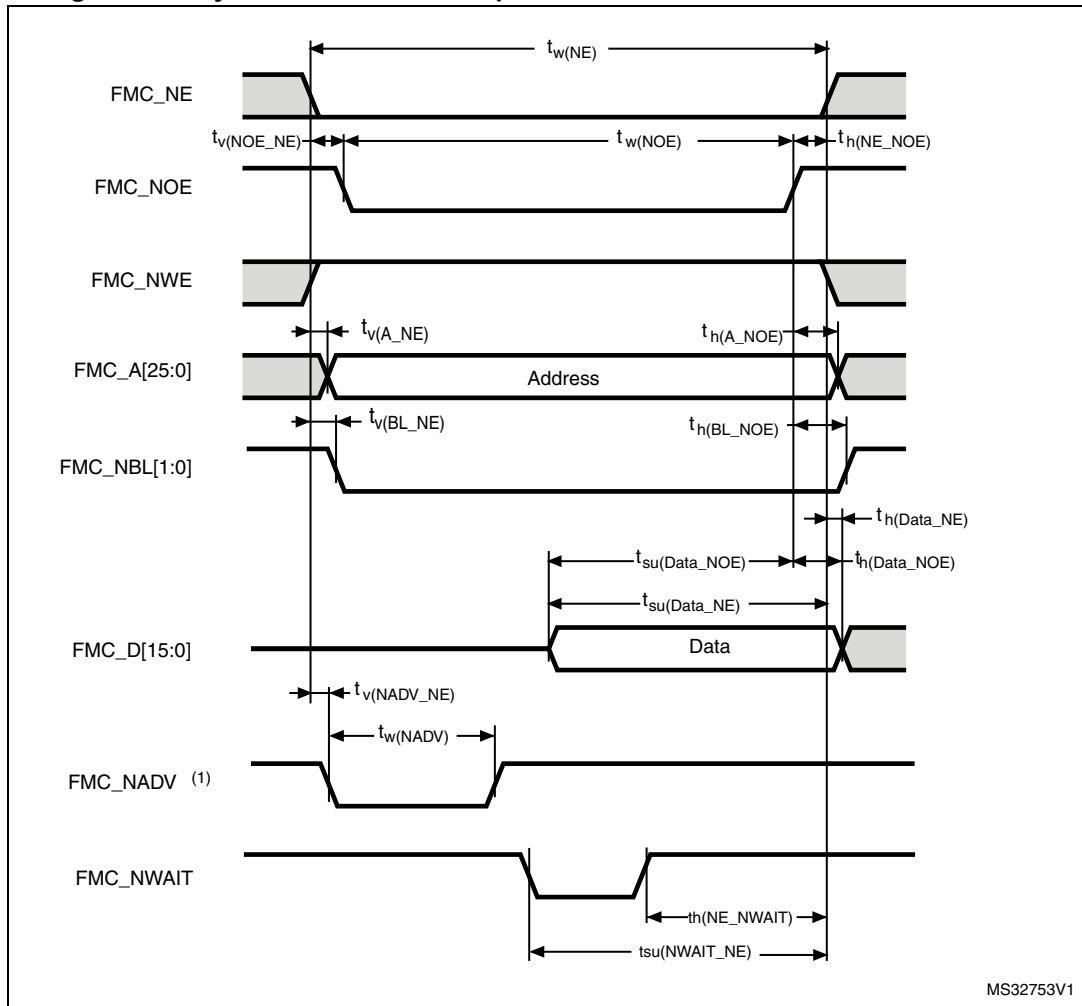 tw(NE)
FMC_NE
tv(NOE_NE)
tw(NOE)
th(NE_NOE)
FMC_NOE
FMC_NWE
tv(A_NE)
th(A_NOE)
FMC_A[25:0]
Address
tv(BL_NE)
th(BL_NOE)
FMC_NBL[1:0]
th(Data_NE)
tsu(Data_NOE)
th(Data_NOE)
tsu(Data_NE)
FMC_D[15:0]
Data
tv(NADV_NE)
tw(NADV)
FMC_NADV (1)
FMC_NWAIT
th(NE_NWAIT)
tsu(NWAIT_NE)
MS32753V1